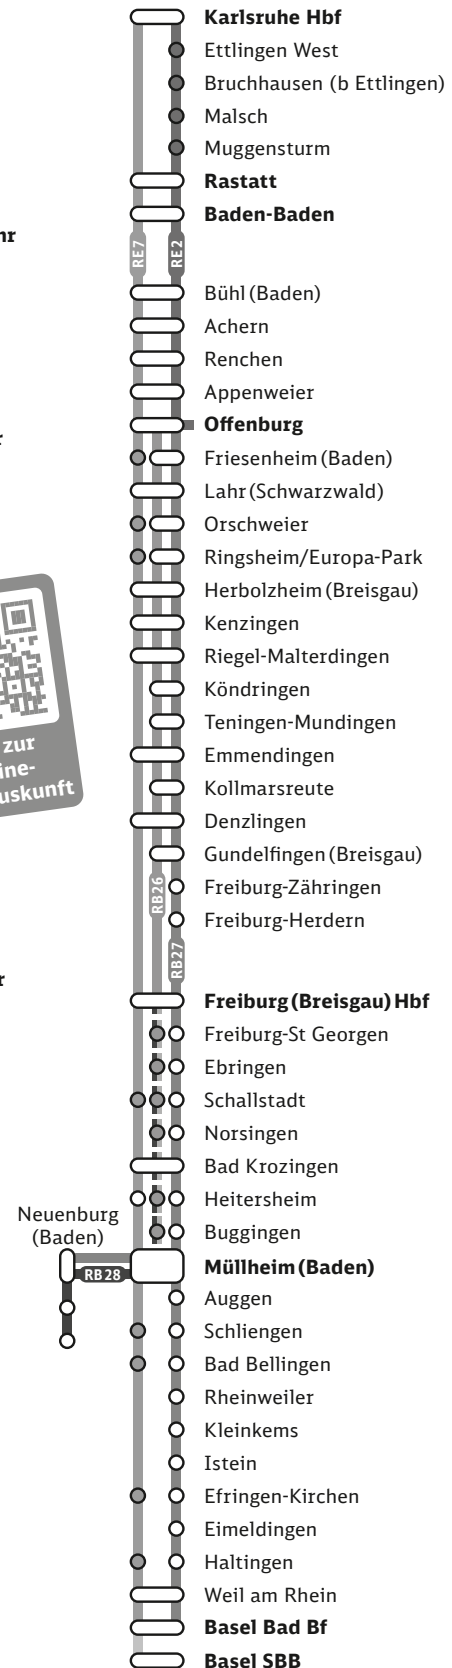 Karlsruhe Hbf
Ettlingen West
Bruchhausen (b Ettlingen)
Malsch
Muggensturm
Rastatt
Baden-Baden
RE7
RE2
Bühl (Baden)
Achern
Renchen
Appenweier
Offenburg
Friesenheim (Baden)
Lahr (Schwarzwald)
Orschweier
Ringsheim/Europa-Park
Herbolzheim (Breisgau)
Kenzingen
Riegel-Malterdingen
Köndringen
Teningen-Mundingen
zur
Emmendingen
Kollmarsreute
Denzlingen
Gundelfingen (Breisgau)
RB26
Freiburg-Zähringen
Freiburg-Herdern
RB27
Freiburg (Breisgau) Hbf
Freiburg-St Georgen
Ebringen
Schallstadt
Norsingen
Bad Krozingen
Heitersheim
Neuenburg
(Baden)
Buggingen
RB28
Müllheim (Baden)
Auggen
Schliengen
Bad Bellingen
Rheinweiler
Kleinkems
Istein
Efringen-Kirchen
Eimeldingen
Haltingen
Weil am Rhein
Basel Bad Bf
Basel SBB